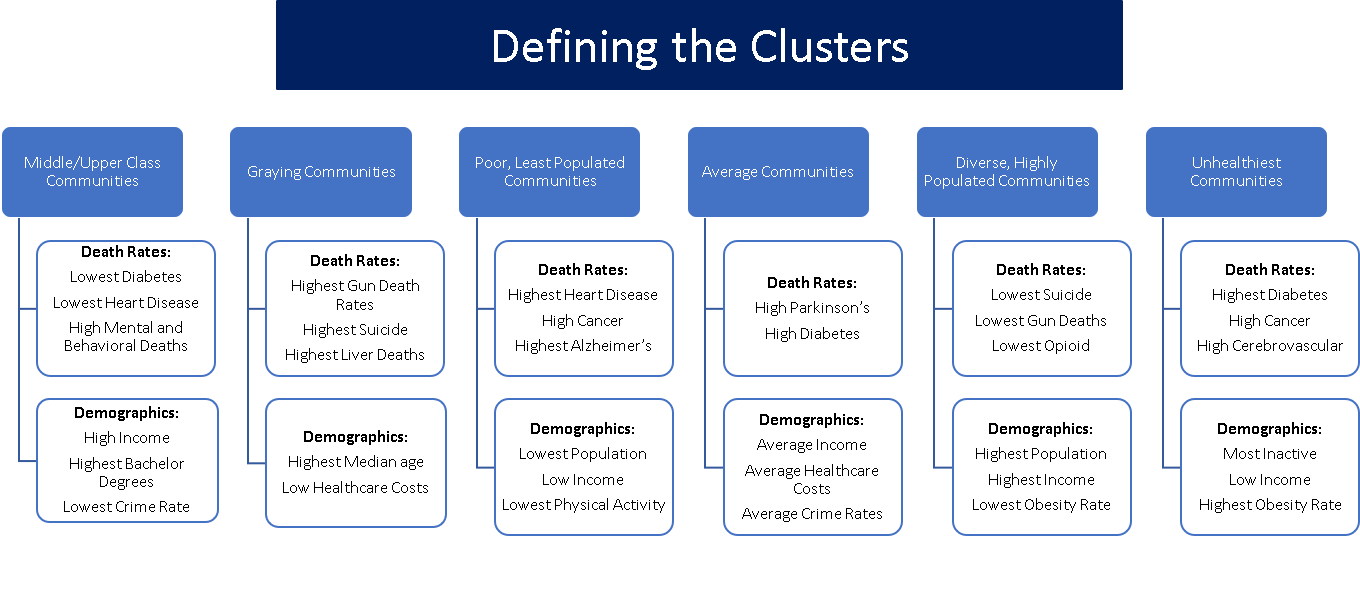 Defining the Clusters
Middle/Upper Class
Communities
Death Rates:
Lowest Diabetes
Lowest Heart Disease
High Mental and
Behavioral Deaths
Demographics:
High Income
Highest Bachelor
Degrees
Lowest Crime Rate
Graying Communities
Death Rates:
Highest Gun Death
Rates
Highest Suicide
Highest Liver Deaths
Demographics:
Highest Median age
Low Healthcare Costs
Poor, Least Populated
Communities
Death Rates:
Highest Heart Disease
High Cancer
Highest Alzheimer’s
Demographics:
Lowest Population
Low Income
Lowest Physical Activity
Average Communities
Death Rates:
High Parkinson’s
High Diabetes
Demographics:
Average Income
Average Healthcare
Costs
Average Crime Rates
Diverse, Highly
Populated Communities
Death Rates:
Lowest Suicide
Lowest Gun Deaths
Lowest Opioid
Demographics:
Highest Population
Highest Income
Lowest Obesity Rate
Unhealthiest
Communities
Death Rates:
Highest Diabetes
High Cancer
High Cerebrovascular
Demographics:
Most Inactive
Low Income
Highest Obesity Rate